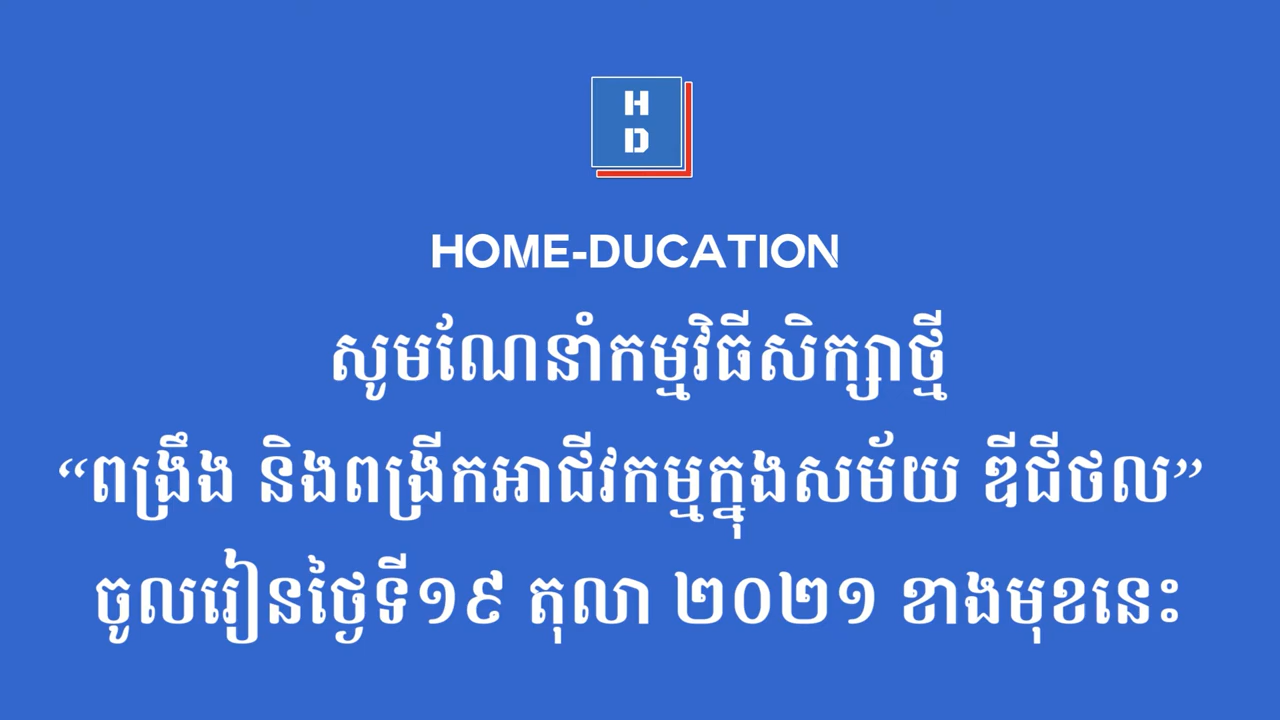 H
D
HOME-DUCATION
សូមណែនាំកម្មវិធីសិក្សាថ្មី
“ពង្រឹង និងពង្រីកអាជីវកម្មក្នុងសម័យ ឌីជីថល”
ចូលរៀនថ្ងៃទី១៩ តុលា ២០២១ ខាងមុខនេះ